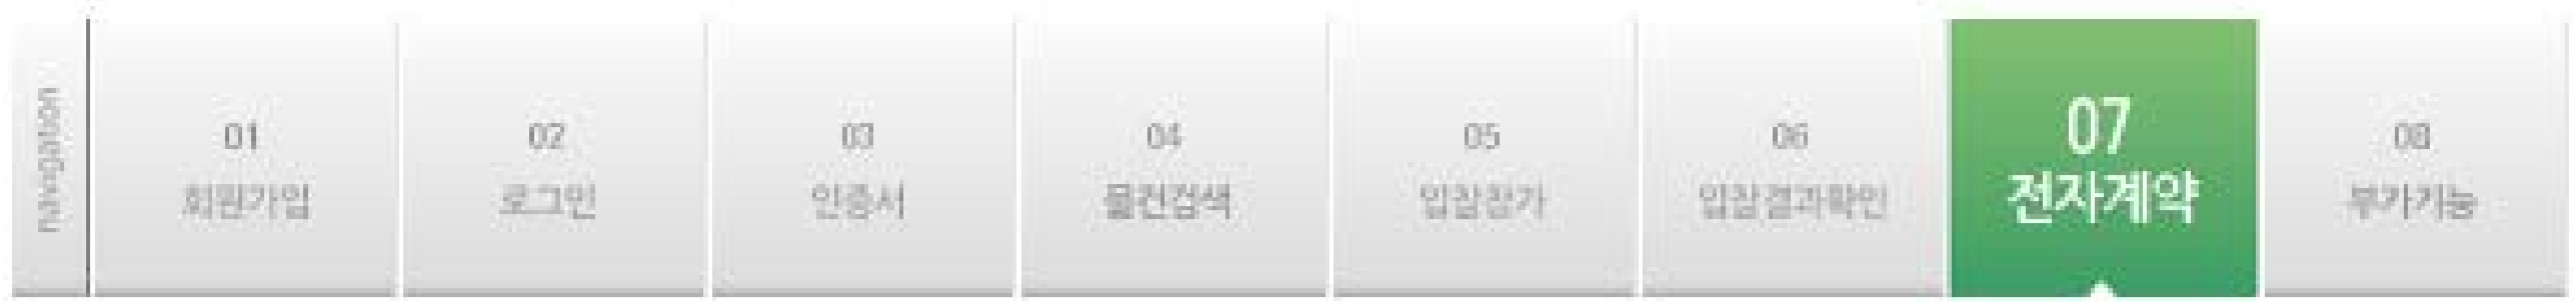 navigation
01
회원가입
02
로그인
03
인증서
04
물건검색
05
입찰참가
06
입찰결과확인
07
전자계약
08
부가기능